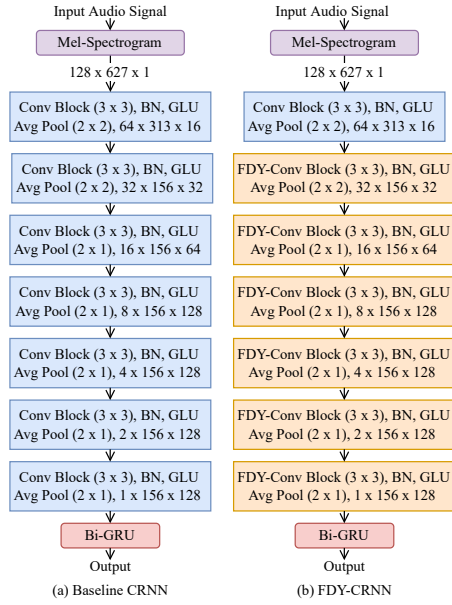 Input Audio Signal
Mel-Spectrogram
128 x 627 x 1
Conv Block (3 x 3), BN, GLU
Avg Pool (2 x 2), 64 x 313 x 16
Conv Block (3 x 3), BN, GLU
Avg Pool (2 x 2), 32 x 156 x 32
Conv Block (3 x 3), BN, GLU
Avg Pool (2 x 1), 16 x 156 x 64
Conv Block (3 x 3), BN, GLU
Avg Pool (2 x 1), 8 x 156 x 128
Conv Block (3 x 3), BN, GLU
Avg Pool (2 x 1), 4 x 156 x 128
Conv Block (3 x 3), BN, GLU
Avg Pool (2 x 1), 2 x 156 x 128
Conv Block (3 x 3), BN, GLU
Avg Pool (2 x 1), 1 x 156 x 128
Bi-GRU
Output
(a) Baseline CRNN
Input Audio Signal
Mel-Spectrogram
128 x 627 x 1
Conv Block (3 x 3), BN, GLU
Avg Pool (2 x 2), 64 x 313 x 16
FDY-Conv Block (3 x 3), BN, GLU
Avg Pool (2 x 2), 32 x 156 x 32
FDY-Conv Block (3 x 3), BN, GLU
Avg Pool (2 x 1), 16 x 156 x 64
FDY-Conv Block (3 x 3), BN, GLU
Avg Pool (2 x 1), 8 x 156 x 128
FDY-Conv Block (3 x 3), BN, GLU
Avg Pool (2 x 1), 4 x 156 x 128
FDY-Conv Block (3 x 3), BN, GLU
Avg Pool (2 x 1), 2 x 156 x 128
FDY-Conv Block (3 x 3), BN, GLU
Avg Pool (2 x 1), 1 x 156 x 128
Bi-GRU
Output
(b) FDY-CRNN